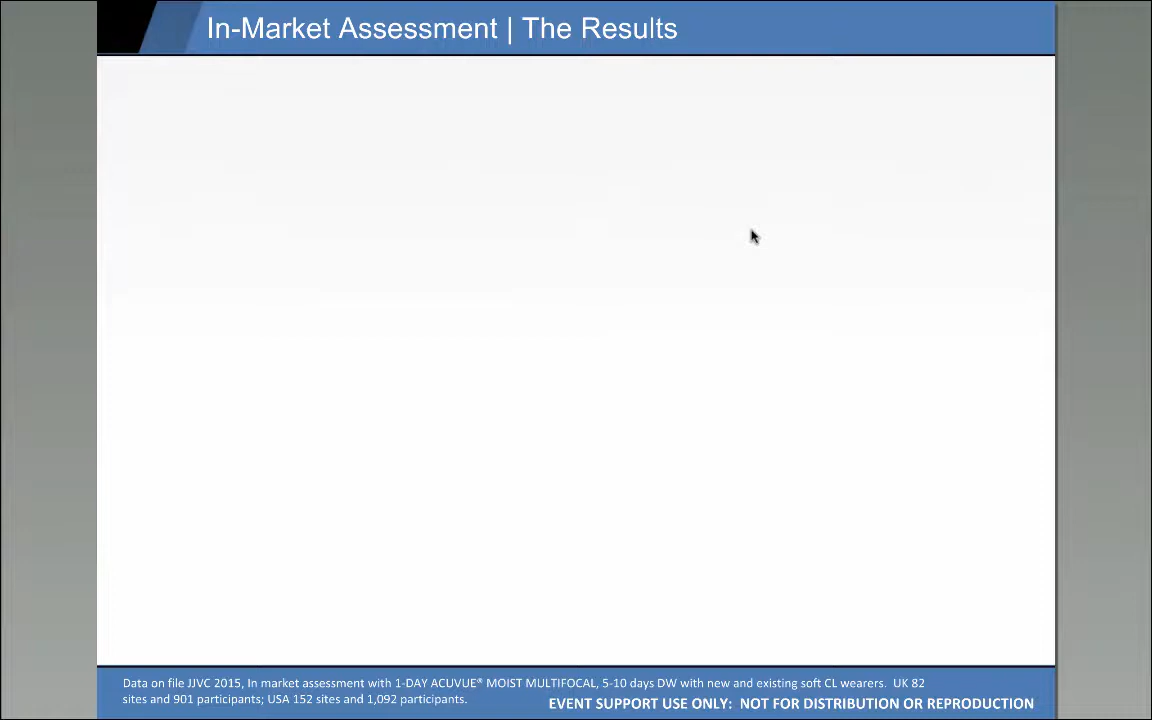 In-Market Assessment | The Results
Data on file JJVC 2015, In market assessment with 1-DAY ACUVUE® MOIST MULTIFOCAL, 5-10 days DW with new and existing soft CL wearers.  UK 82
sites and 901 participants; USA 152 sites and 1,092 participants.
EVENT SUPPORT USE ONLY:  NOT FOR DISTRIBUTION OR REPRODUCTION